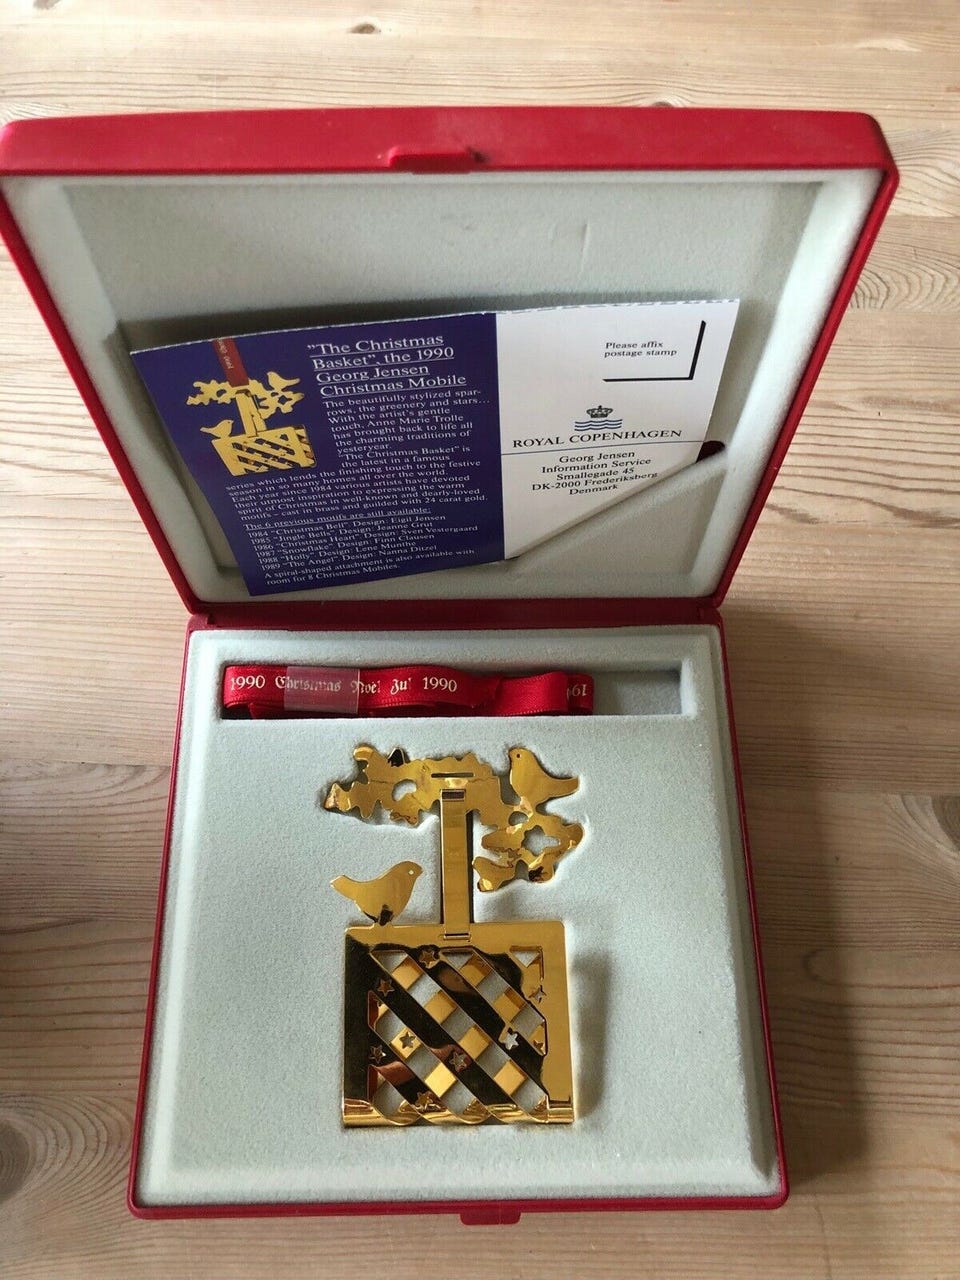 "The Christmas
Basket", the 1990
Georg Jensen
Christmas Mobile
The beautifully stylized spar-
rows, the greenery and stars...
With the artist's gentle
touch, Anne Marie Trolle
has brought back to life all
the charming traditions of
yesteryear.
"The Christmas Basket" is
the latest in a famous
series which lends the finishing touch to the festive
season in so many homes all over the world.
Each year since 1984 various artists have devoted
their utmost inspiration to expressing the warm
spirit of Christmas in well-known and dearly-loved
motifs - cast in brass and guilded with 24 carat gold.
The 6 previous motifs are still available:
1984 "Christmas Bell" Design: Eigil Jensen
1985 "Jingle Bells" Design: Jeanne Grut
1986 "Christmas Heart" Design: Sven Vestergaard
1987 "Snowflake" Design: Finn Clausen
1988 "Holly" Design: Lene Munthe
1989 "The Angel" Design: Nanna Ditzel
A spiral-shaped attachment is also available with
room for 8 Christmas Mobiles.
Please affix
postage stamp
ROYAL COPENHAGEN
Georg Jensen
Information Service
Smallegade 45
DK-2000 Frederiksberg
Denmark
1990 Christmas Noël Jul 1990